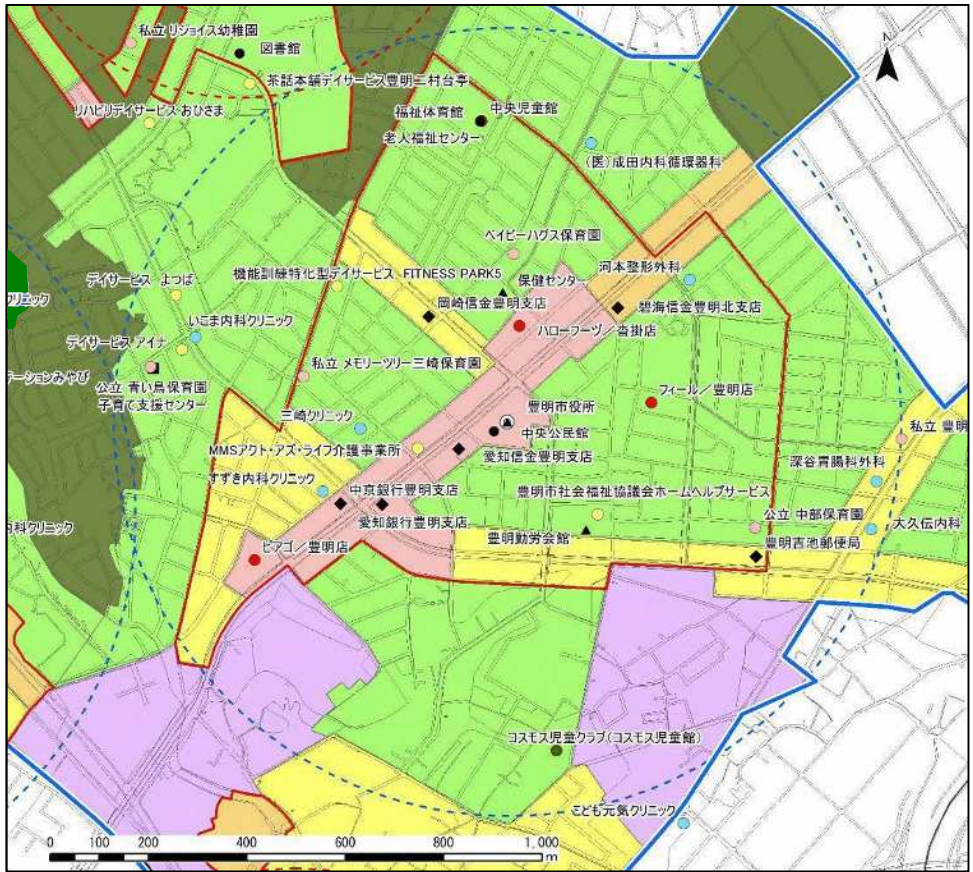 私立 リジョイス幼稚園
図書館
茶話本舗デイサービス豊明二村台亭
リハビリデイサービス おひさま
福祉体育館
中央児童館
老人福祉センター
N
(医)成田内科循環器科
ベイビーハグス保育園
デイサービス よつば
機能訓練特化型デイサービス FITNESS PARK5
保健センター
河本整形外科
クリニック
岡崎信金豊明支店
碧海信金豊明北支店
いこま内科クリニック
ハローフーヅ/沓掛店
デイサービス アイナ
私立 メモリーツリー三崎保育園
テーションみやび
公立 青い鳥保育園
子育て支援センター
フィール/豊明店
三崎クリニック
豊明市役所
中央公民館
私立 豊明
MMSアクト・アズ・ライフ介護事業所
愛知信金豊明支店
深谷胃腸科外科
すずき内科クリニック
中京銀行豊明支店
豊明市社会福祉協議会ホームヘルプサービス
内科クリニック
愛知銀行豊明支店
公立 中部保育園
大久伝内科
豊明勤労会館
豊明吉池郵便局
ピアゴ/豊明店
コスモス児童クラブ(コスモス児童館)
こども元気クリニック
0 100 200 400 600 800 1,000
m